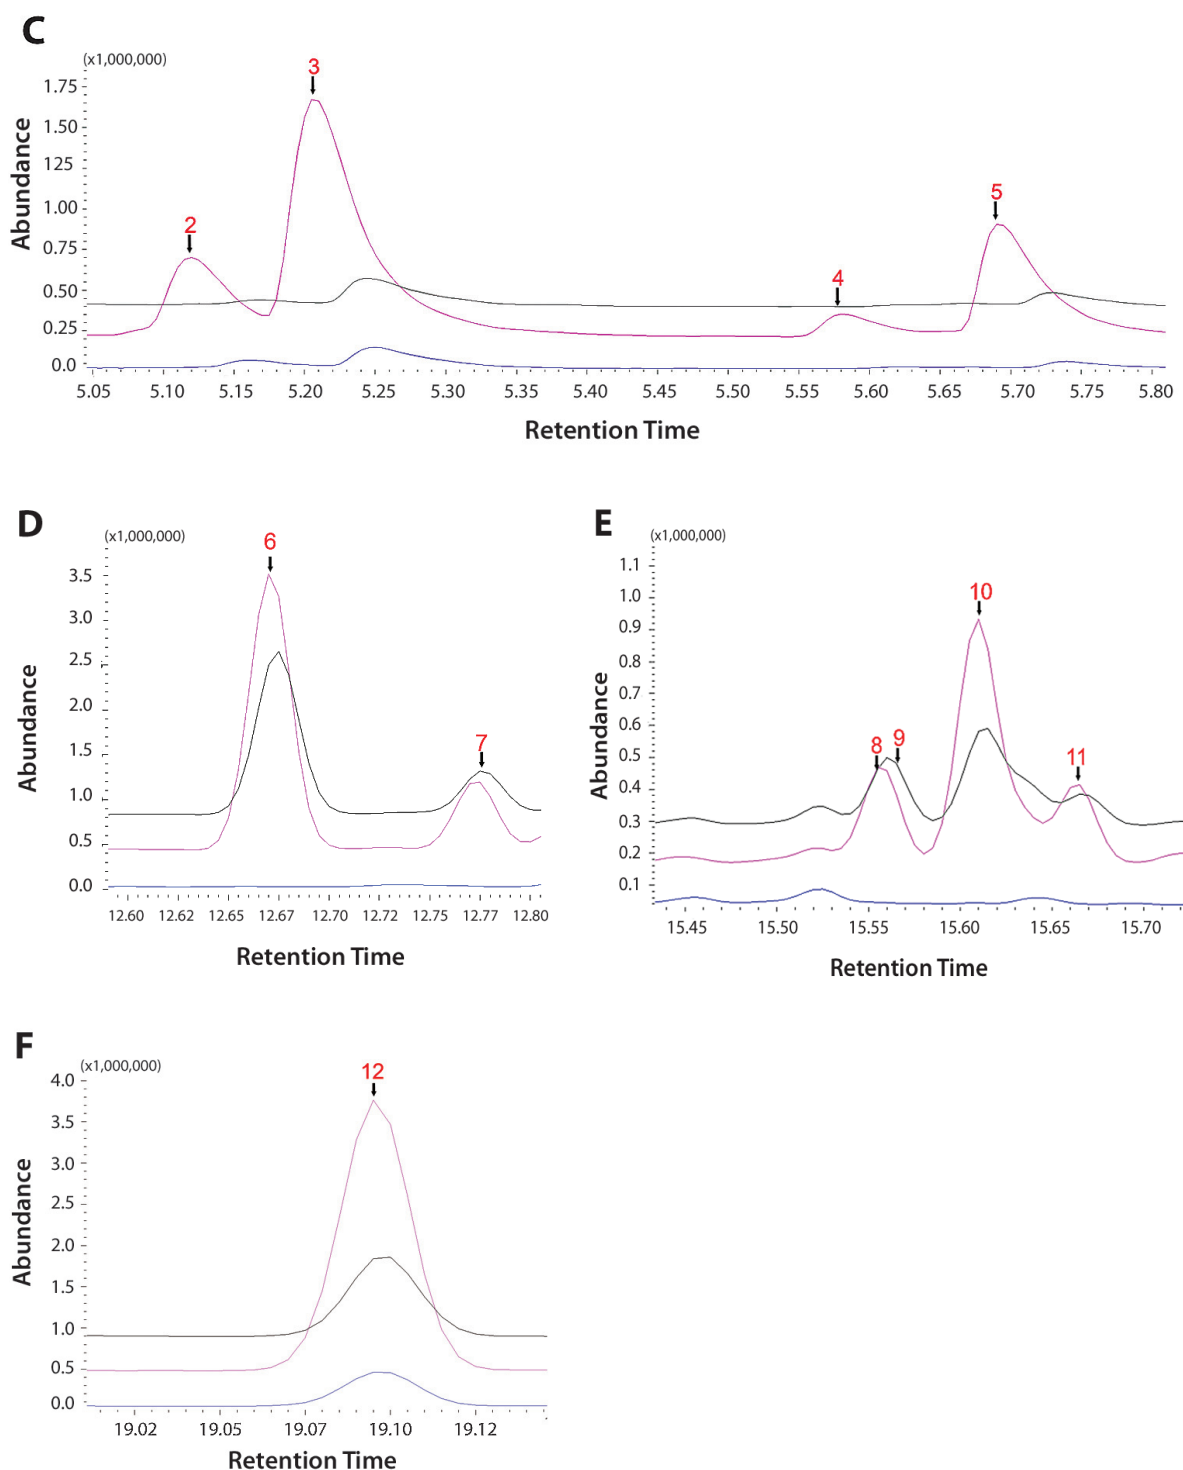 C
(x1,000,000)
3
1.75
1.50
125
1.00
0.75
0.50
0.25
0.0
2
4
5
Abundance
5.05 5.10 5.15 5.20 5.30 5.35 5.40 5.45 5.50 5.55 5.60 5.65 5.70 5.75 5.80
Retention Time
D
(x1,000,000)
6
7
3.5
3.0
2.5
2.0
1.5
1.0
0.5
0.0
Abundance
12.60 12.62 12.65 12.67 12.70 12.72 12.75 12.77 12.80
Retention Time
E
(x1,000,000)
1.1
1.0
0.9
0.8
0.7
0.6
0.5
0.4
0.3
0.2
0.1
8
9
10
11
Abundance
15.45 15.50 15.55 15.60 15.65 15.70
Retention Time
F
(x1,000,000)
12
4.0
3.5
3.0
2.5
2.0
1.5
1.0
0.5
0.0
Abundance
19.02 19.05 19.07 19.10 19.12
Retention Time